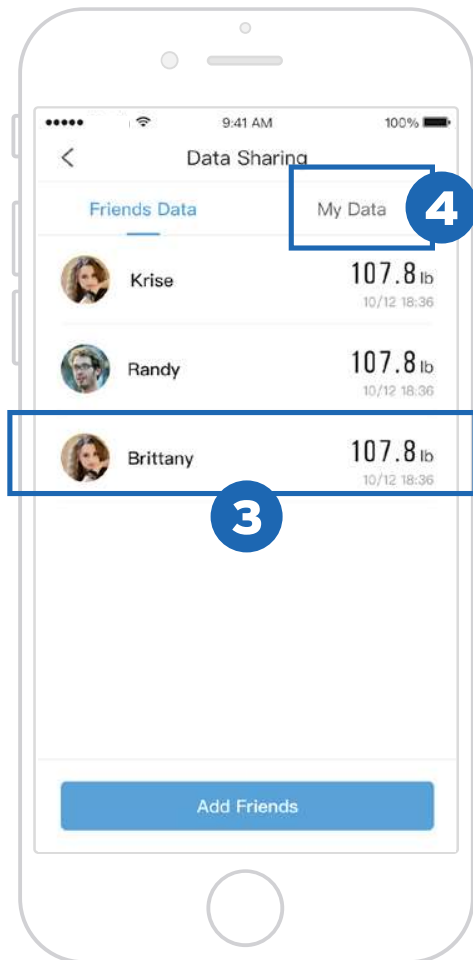 9:41 AM 100%
Data Sharing
Friends Data My Data 4
Krise 107.8 lb
10/12 18:36
Randy 107.8 lb
10/12 18:36
Brittany 107.8 lb
10/12 18:36
3
Add Friends